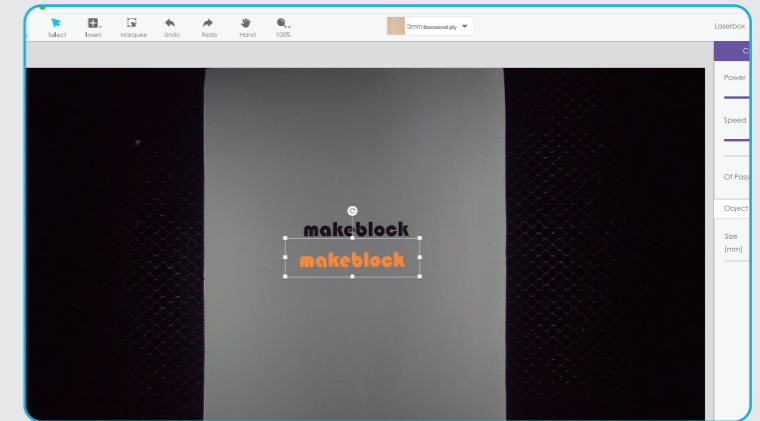 Select Insert Marquee Undo Redo Hand 100%
3mm Basswood ply
Laserbox
Power
Speed
Of Pass
Object
Size
(mm)
makeblock
makeblock